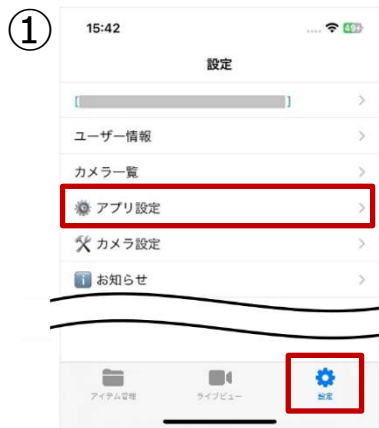 ①
15:42
49
設定
[ ]
ユーザー情報
カメラ一覧
アプリ設定
カメラ設定
お知らせ
アイテム管理 ライブビュー 設定